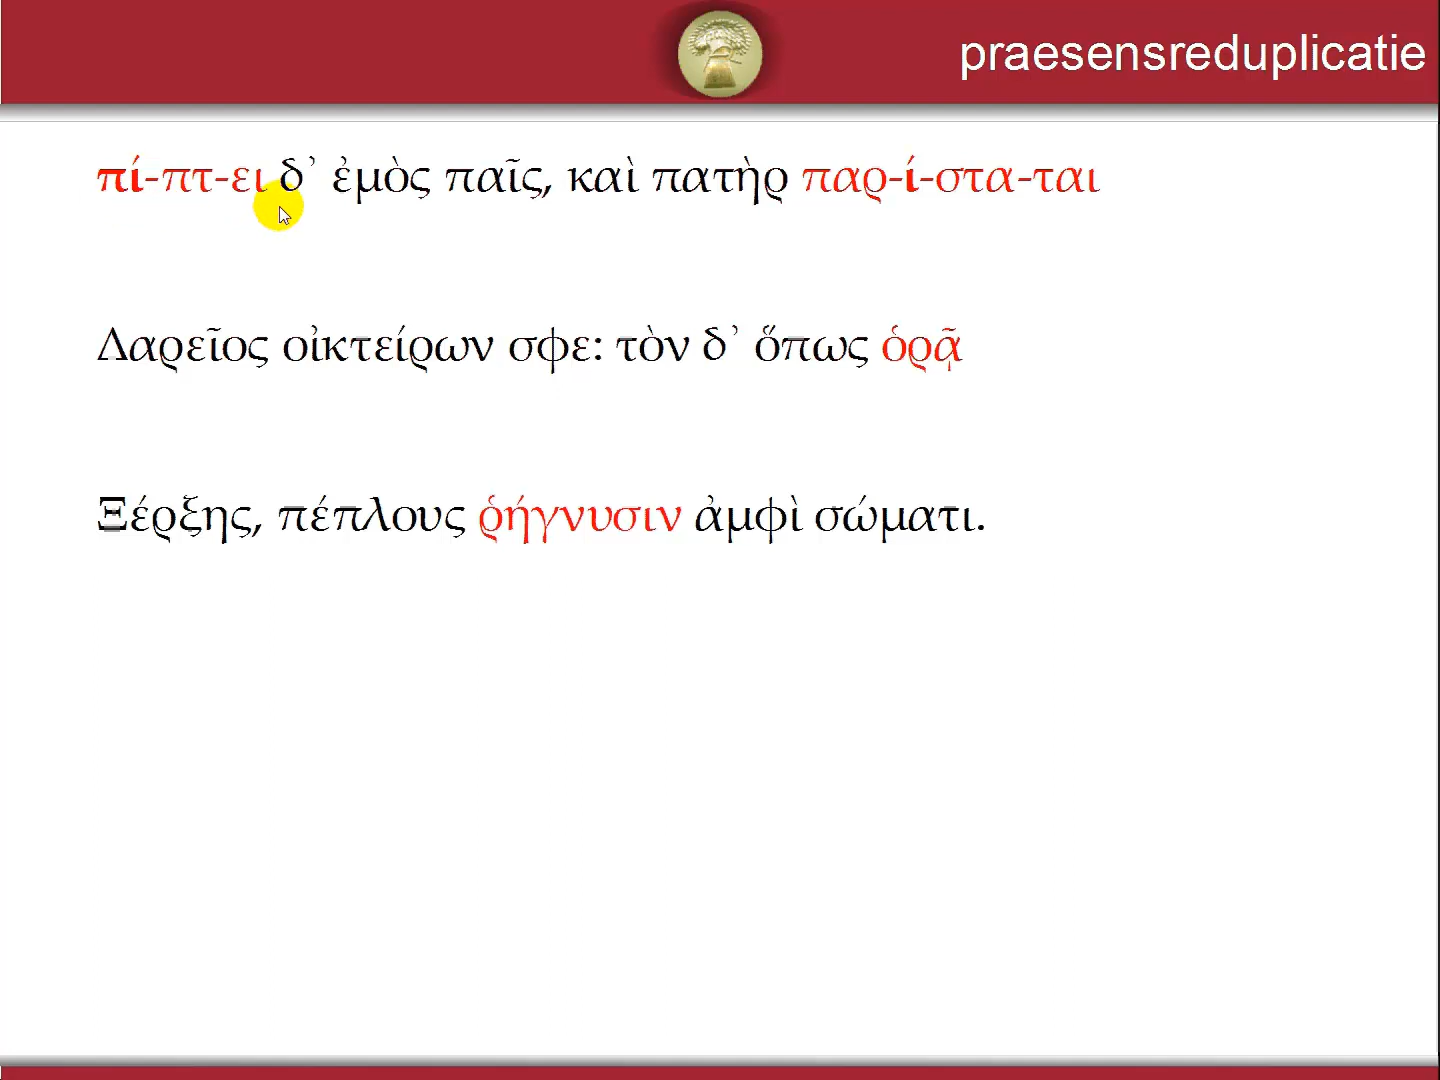 praesensreduplicatie
πί-πτ-ει δ᾽ ἐμὸς παῖς, καὶ πατὴρ παρ-ί-στα-ται
Δαρεῖος οἰκτείρων σφε: τὸν δ᾽ ὅπως ὁρᾷ
Ξέρξης, πέπλους ῥήγνυσιν ἀμφὶ σώματι.